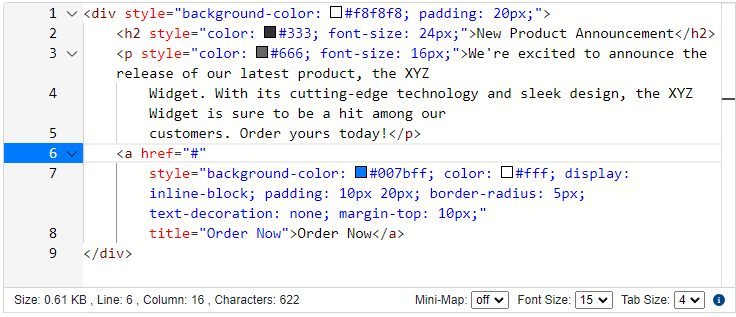 1 <div style="background-color: #f8f8f8; padding: 20px;">
2 <h2 style="color: #333; font-size: 24px;">New Product Announcement</h2>
3 <p style="color: #666; font-size: 16px;">We're excited to announce the
release of our latest product, the XYZ
4 Widget. With its cutting-edge technology and sleek design, the XYZ
Widget is sure to be a hit among our
5 customers. Order yours today!</p>
6 <a href="#"
7 style="background-color: #007bff; color: #fff; display:
inline-block; padding: 10px 20px; border-radius: 5px;
text-decoration: none; margin-top: 10px;"
8 title="Order Now">Order Now</a>
9 </div>
Size: 0.61 KB , Line: 6 , Column: 16 , Characters: 622 Mini-Map: off Font Size: 15 Tab Size: 4